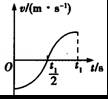 v/(m·s⁻¹)
O
t₁/2
t₁
t/s